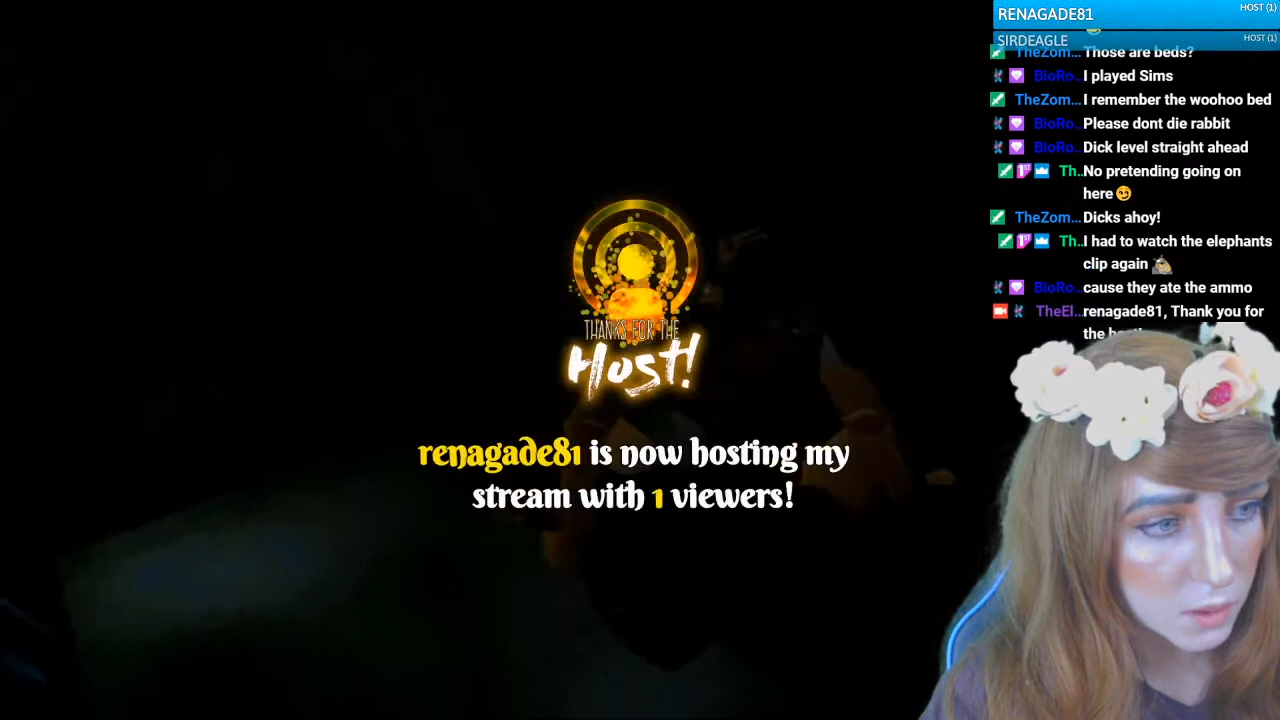 RENAGADE81 HOST (1)
SIRDEAGLE HOST (1)
TheZom... Those are beds?
BioRo... I played Sims
TheZom... I remember the woohoo bed
BioRo... Please dont die rabbit
BioRo... Dick level straight ahead
Th... No pretending going on
here
TheZom... Dicks ahoy!
Th... I had to watch the elephants
clip again
BioRo... cause they ate the ammo
TheEl... renagade81, Thank you for
the
THANKS FOR THE
Host!
renagade81 is now hosting my
stream with 1 viewers!